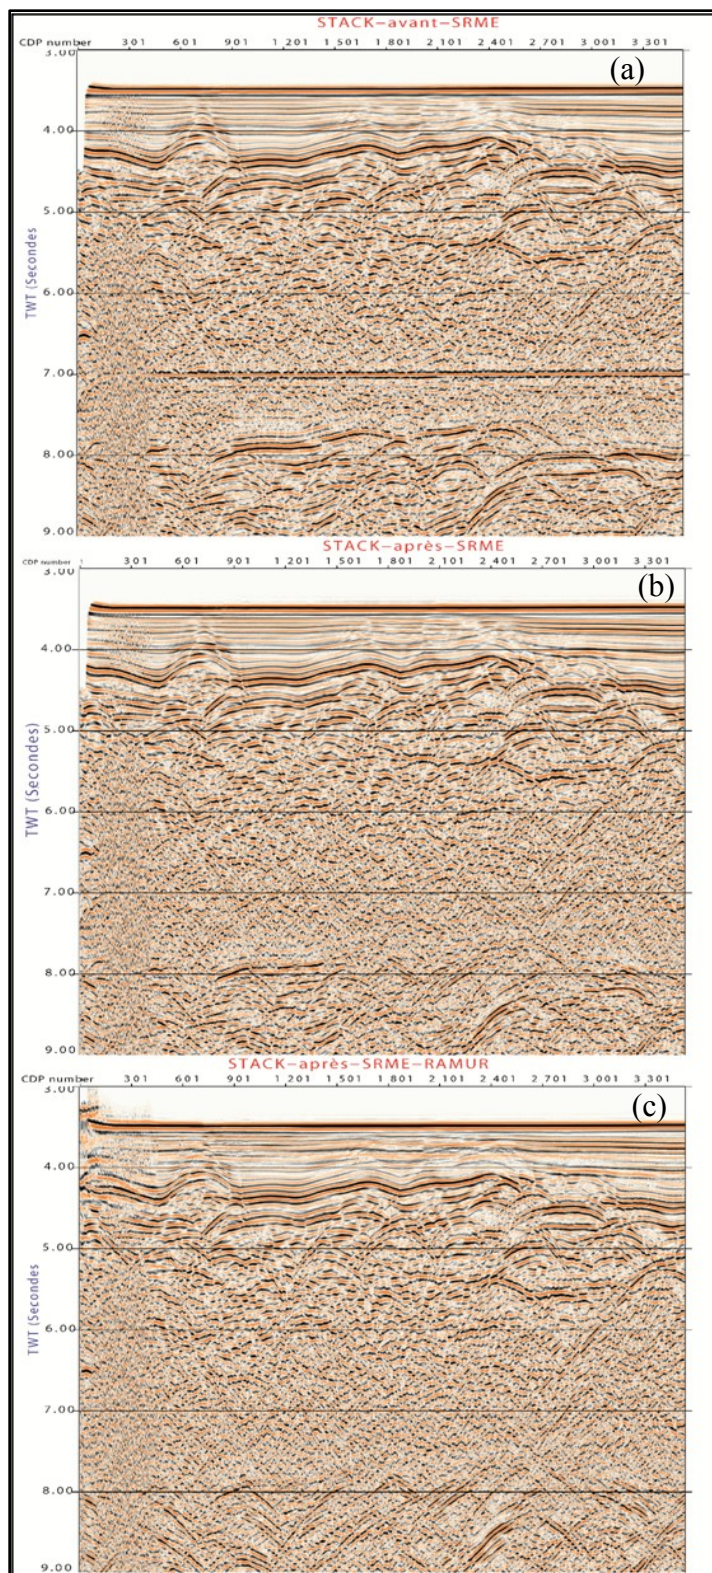 STACK-avant-SRME
CDP number 301 601 901 1 201 1 501 1 801 2 101 2 401 2 701 3 001 3 301
3.00
(a)
4.00
5.00
TWT (Secondes
6.00
7.00
8.00
9.00
STACK-après-SRME
CDP number 1 301 601 901 1 201 1 501 1 801 2 101 2 401 2 701 3 001 3 301
3.00
(b)
4.00
5.00
TWT (Secondes)
6.00
7.00
8.00
9.00
STACK-après-SRME-RAMUR
CDP number 301 601 901 1 201 1 501 1 801 2 101 2 401 2 701 3 001 3 301
3.00
(c)
4.00
5.00
TWT (Secondes
6.00
7.00
8.00
9.00